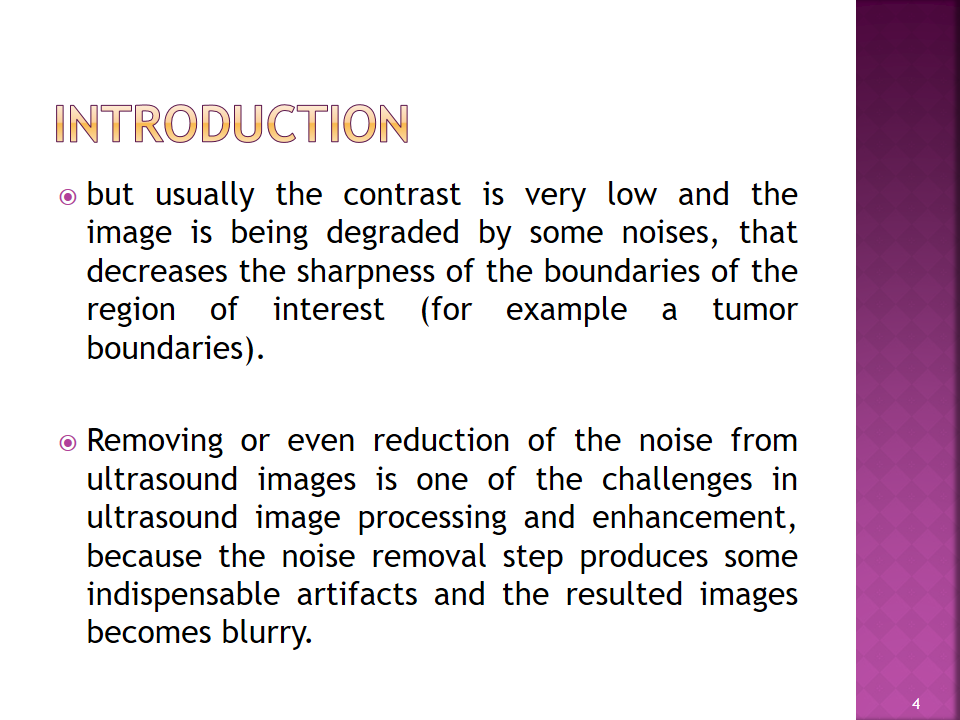 INTRODUCTION
but usually the contrast is very low and the
image is being degraded by some noises, that
decreases the sharpness of the boundaries of the
region of interest (for example a tumor
boundaries).
Removing or even reduction of the noise from
ultrasound images is one of the challenges in
ultrasound image processing and enhancement,
because the noise removal step produces some
indispensable artifacts and the resulted images
becomes blurry.
4